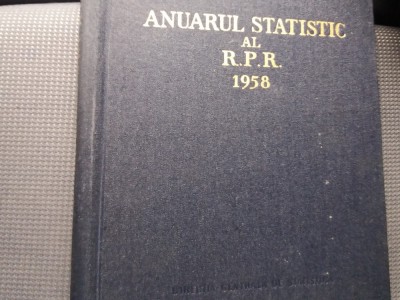 ANUARUL STATISTIC
AL
R.P.R.
1958